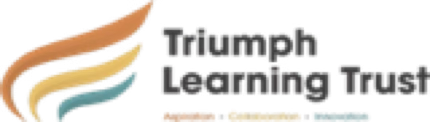 Triumph
Learning Trust
Aspiration • Collaboration • Innovation